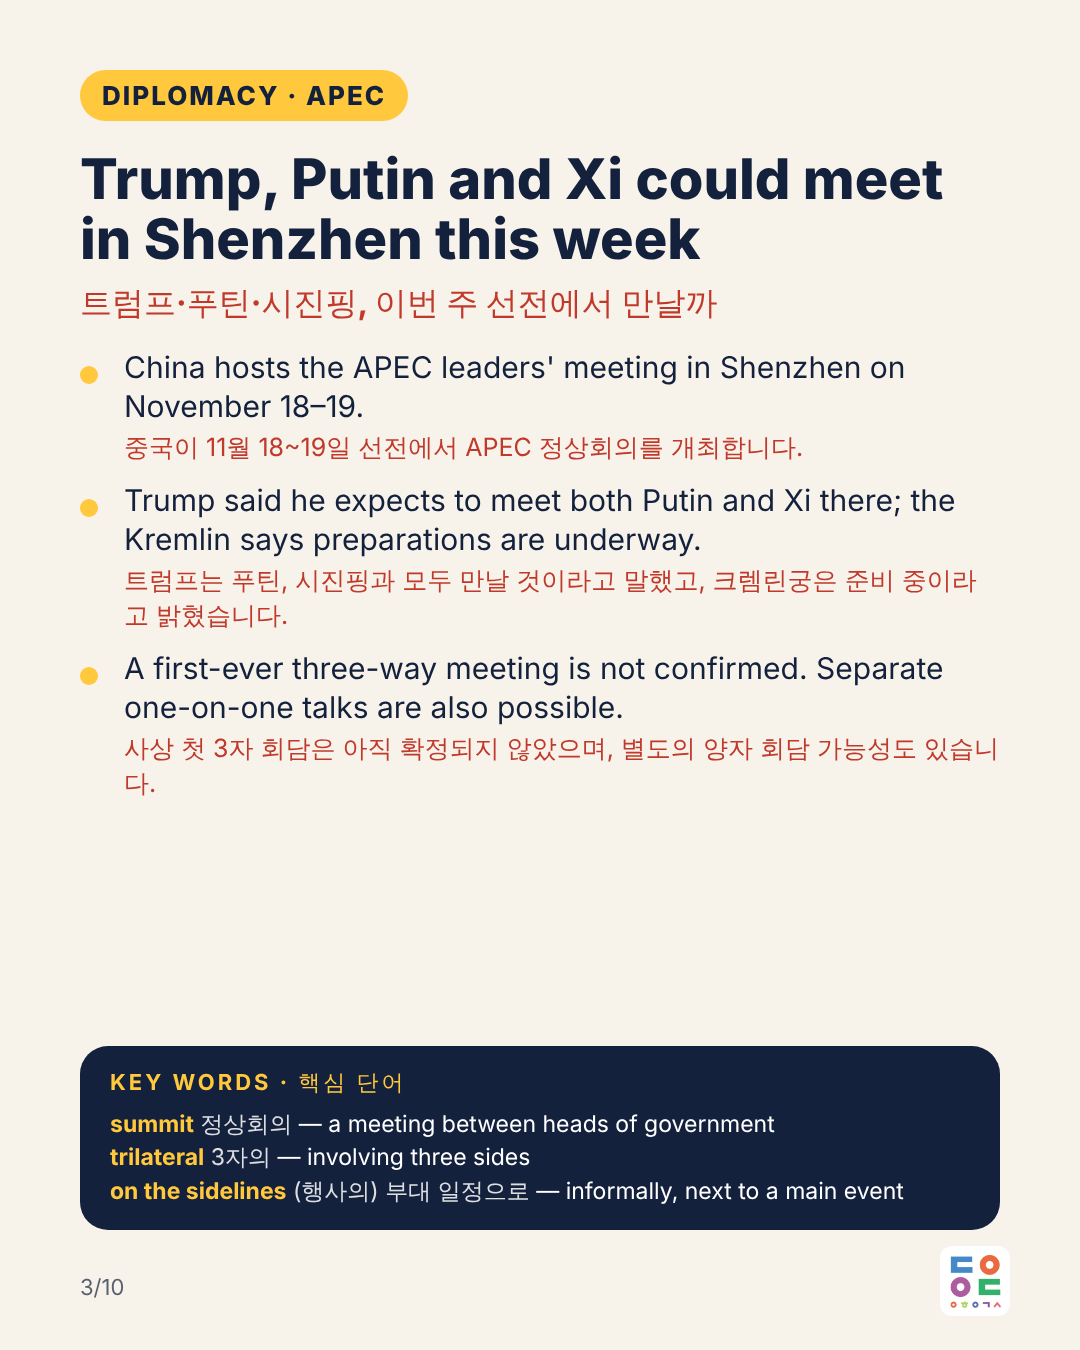 DIPLOMACY · APEC
Trump, Putin and Xi could meet
in Shenzhen this week
트럼프·푸틴·시진핑, 이번 주 선전에서 만날까
China hosts the APEC leaders' meeting in Shenzhen on
November 18–19.
중국이 11월 18~19일 선전에서 APEC 정상회의를 개최합니다.
Trump said he expects to meet both Putin and Xi there; the
Kremlin says preparations are underway.
트럼프는 푸틴, 시진핑과 모두 만날 것이라고 말했고, 크렘린궁은 준비 중이라
고 밝혔습니다.
A first-ever three-way meeting is not confirmed. Separate
one-on-one talks are also possible.
사상 첫 3자 회담은 아직 확정되지 않았으며, 별도의 양자 회담 가능성도 있습니
다.
KEY WORDS · 핵심 단어
summit 정상회의 — a meeting between heads of government
trilateral 3자의 — involving three sides
on the sidelines (행사의) 부대 일정으로 — informally, next to a main event
3/10